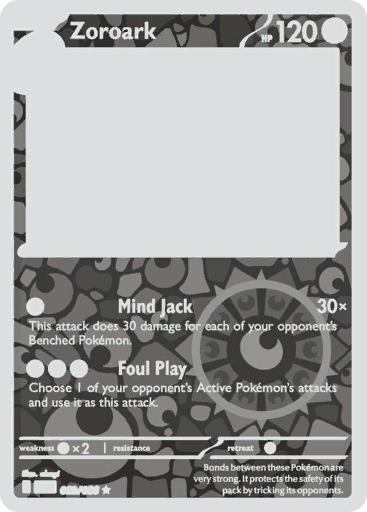 Zoroark
HP 120
Mind Jack 30×
This attack does 30 damage for each of your opponent's
Benched Pokémon.
Foul Play
Choose 1 of your opponent's Active Pokémon's attacks
and use it as this attack.
weakness ×2 resistance retreat
Bonds between these Pokémon are
very strong. It protects the safety of its
pack by tricking its opponents.